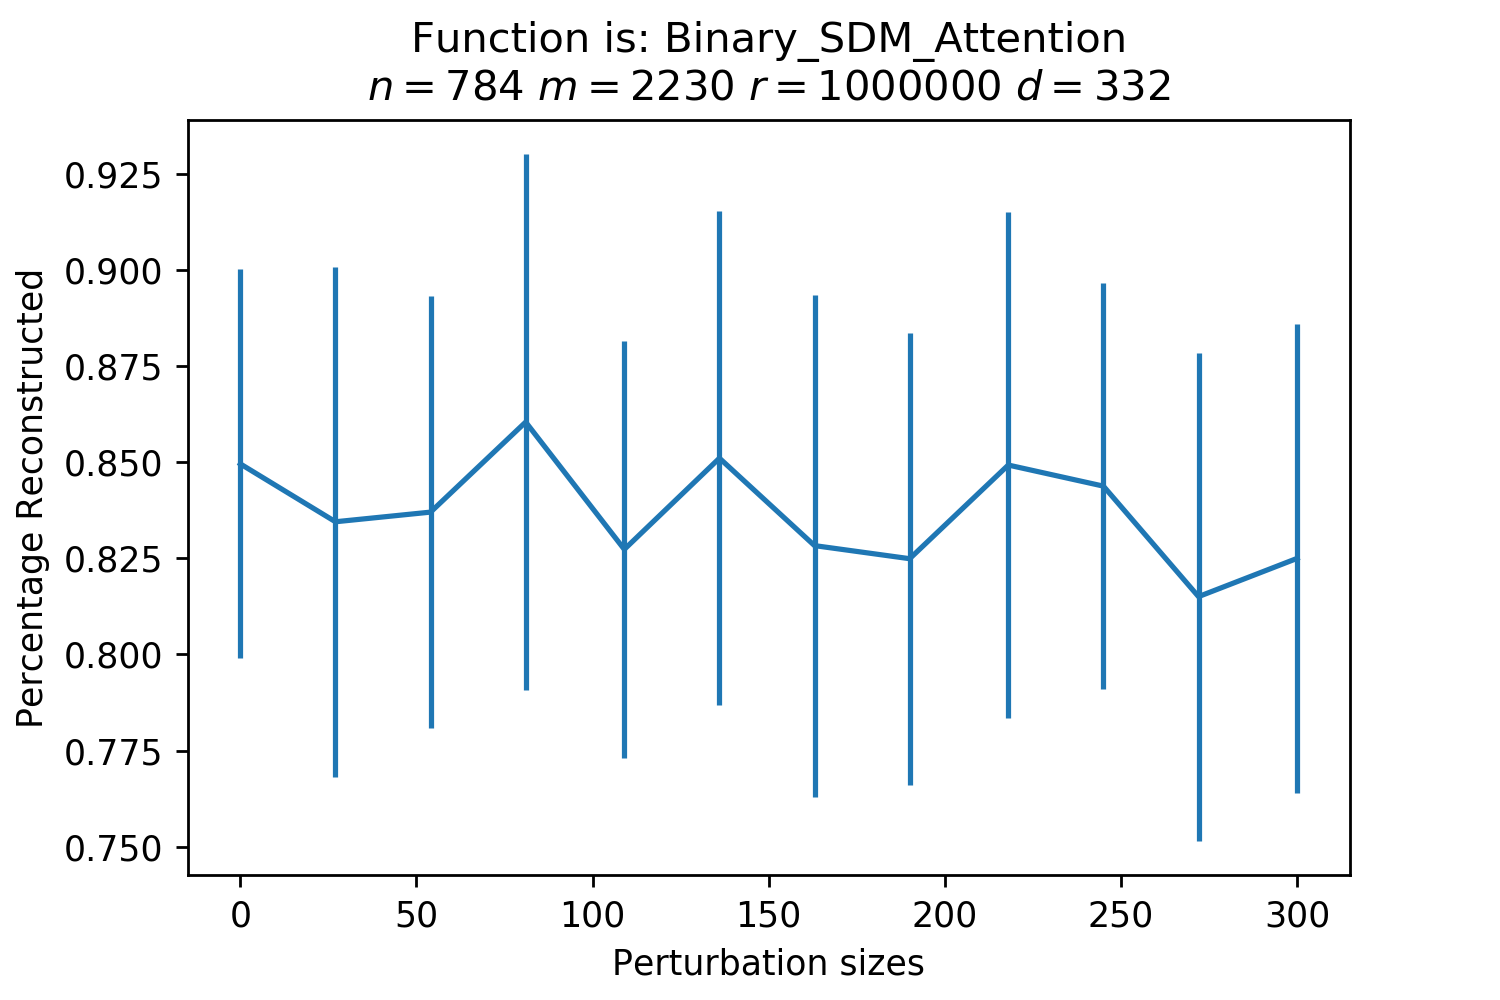 Function is: Binary_SDM_Attention
n = 784 m = 2230 r = 1000000 d = 332
Percentage Reconstructed
0.925
0.900
0.875
0.850
0.825
0.800
0.775
0.750
0 50 100 150 200 250 300
Perturbation sizes